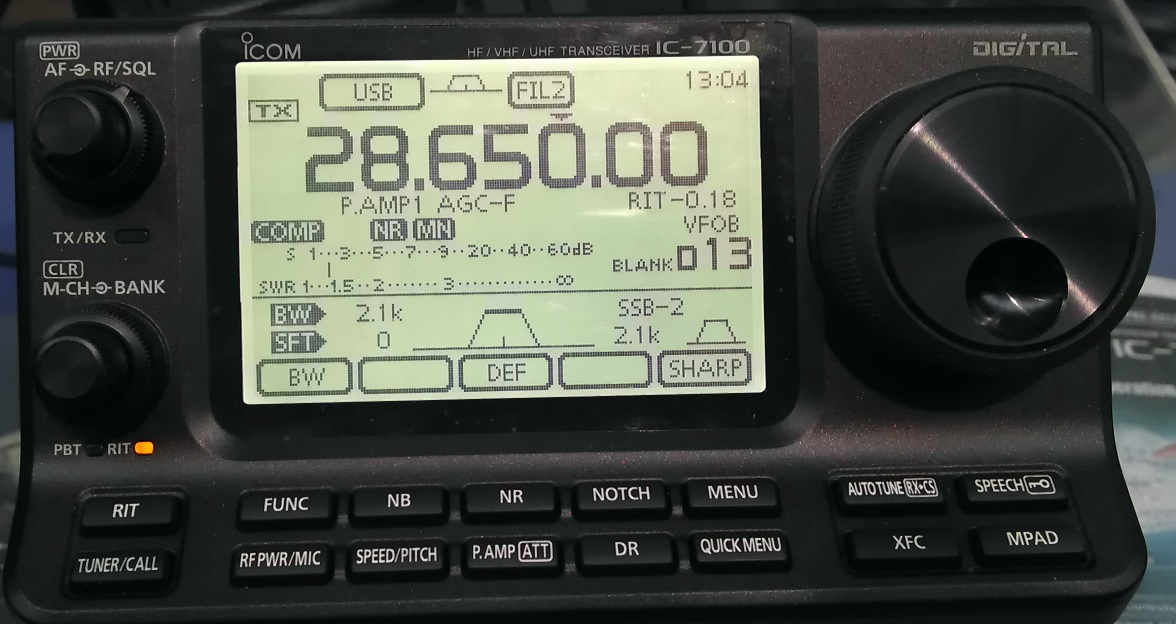 ICOM
HF/VHF/UHF TRANSCEIVER IC-7100
DIGITAL
PWR
AF RF/SQL
USB
FIL2
13:04
TX
28.650.00
P.AMP1 AGC-F
RIT-0.18
VFOB
COMP
NR
MN
S 1···3··5··7··9··20··40··60dB
BLANK
013
SWR 1··1.5··2·······3············∞
TX/RX
CLR
M-CH BANK
BW
2.1k
SSB-2
SFT
0
2.1k
BW
DEF
SHARP
PBT
RIT
RIT
FUNC
NB
NR
NOTCH
MENU
AUTOTUNE RX▸CS
SPEECH
TUNER/CALL
RF PWR/MIC
SPEED/PITCH
P.AMP ATT
DR
QUICK MENU
XFC
MPAD